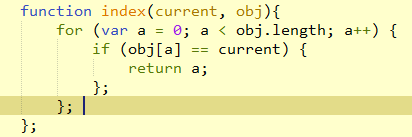 function index(current, obj){
    for (var a = 0; a < obj.length; a++) {
        if (obj[a] == current) {
            return a;
        };
    };
};